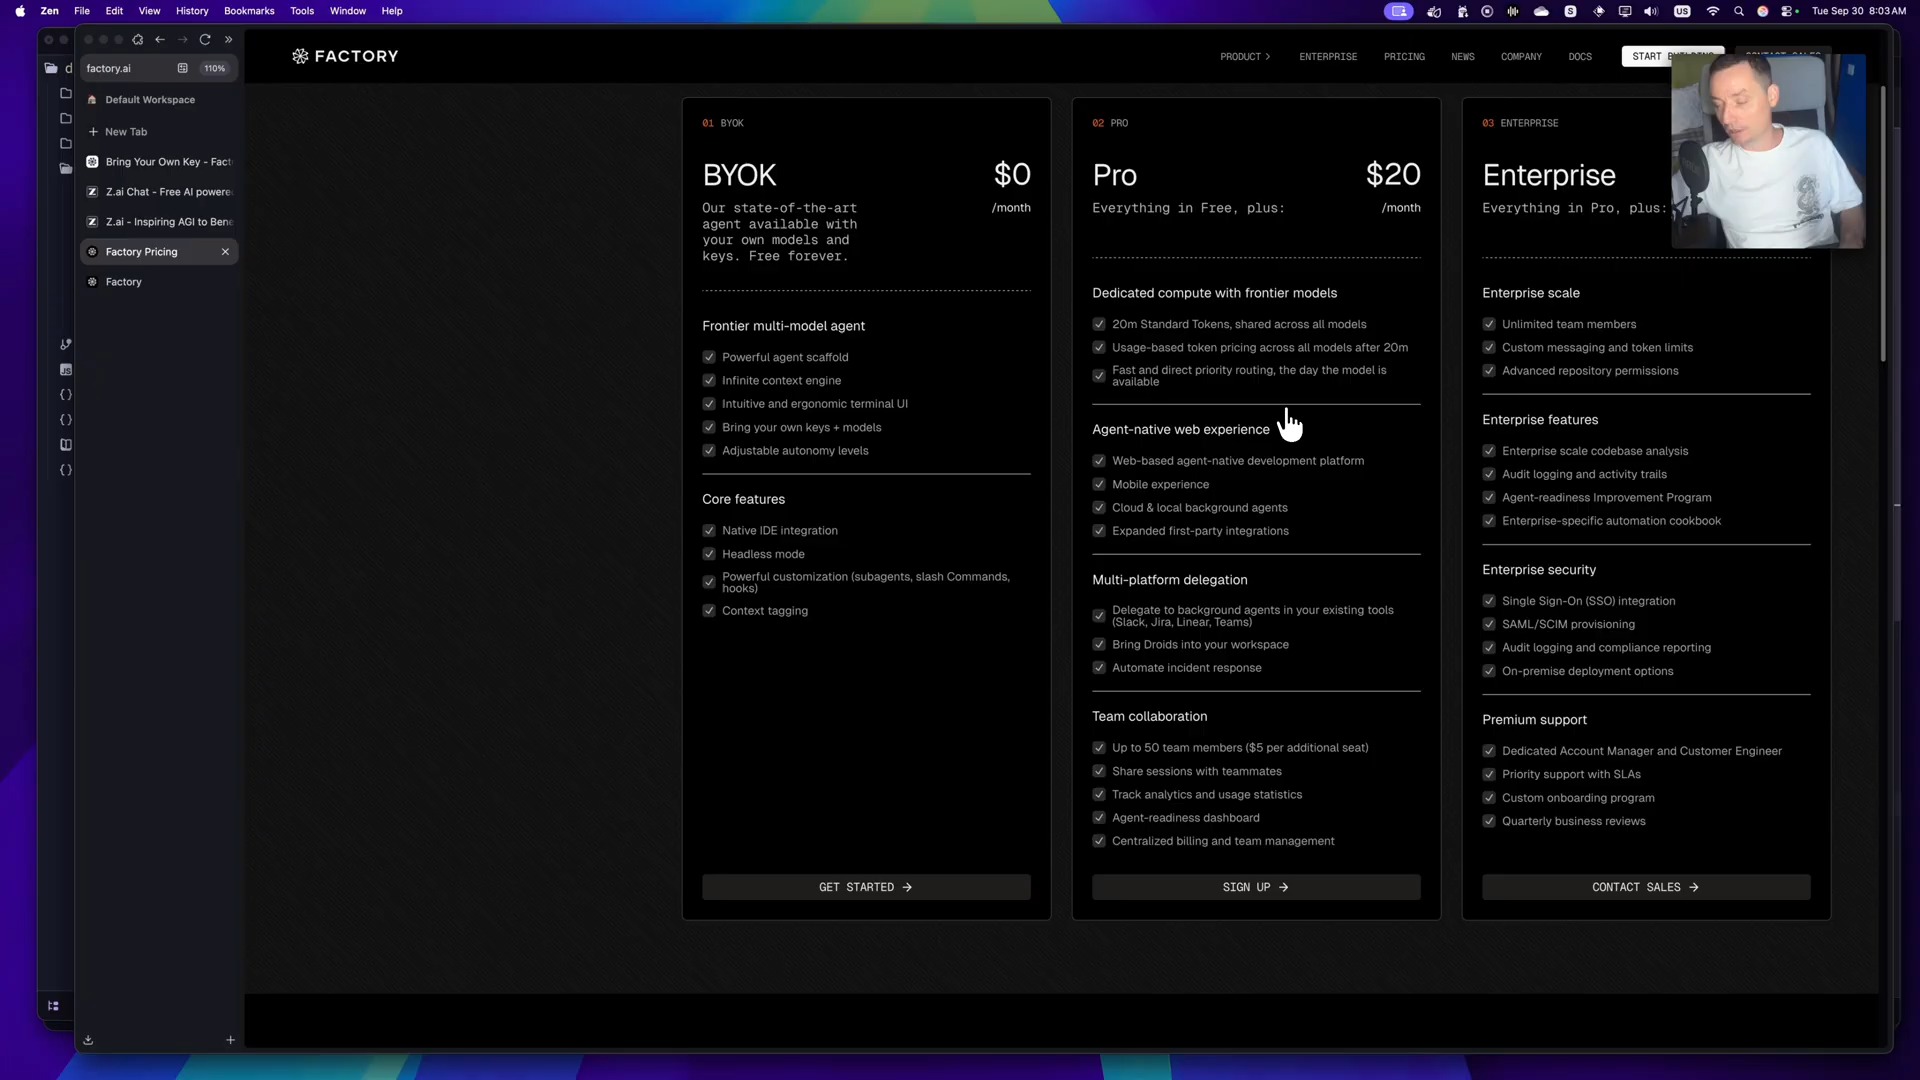 Zen File Edit View History Bookmarks Tools Window Help
US
Tue Sep 30 8:03 AM
factory.ai
110%
Default Workspace
New Tab
Bring Your Own Key - Fact
Z.ai Chat - Free AI powere
Z.ai - Inspiring AGI to Bene
Factory Pricing
Factory
FACTORY
PRODUCT
ENTERPRISE
PRICING
NEWS
COMPANY
DOCS
START BUILDING
CONTACT SALES
01 BYOK
BYOK
$0
Our state-of-the-art
agent available with
your own models and
keys. Free forever.
/month
Frontier multi-model agent
Powerful agent scaffold
Infinite context engine
Intuitive and ergonomic terminal UI
Bring your own keys + models
Adjustable autonomy levels
Core features
Native IDE integration
Headless mode
Powerful customization (subagents, slash Commands,
hooks)
Context tagging
GET STARTED →
02 PRO
Pro
$20
Everything in Free, plus:
/month
Dedicated compute with frontier models
20m Standard Tokens, shared across all models
Usage-based token pricing across all models after 20m
Fast and direct priority routing, the day the model is
available
Agent-native web experience
Web-based agent-native development platform
Mobile experience
Cloud & local background agents
Expanded first-party integrations
Multi-platform delegation
Delegate to background agents in your existing tools
(Slack, Jira, Linear, Teams)
Bring Droids into your workspace
Automate incident response
Team collaboration
Up to 50 team members ($5 per additional seat)
Share sessions with teammates
Track analytics and usage statistics
Agent-readiness dashboard
Centralized billing and team management
SIGN UP →
03 ENTERPRISE
Enterprise
Everything in Pro, plus:
Enterprise scale
Unlimited team members
Custom messaging and token limits
Advanced repository permissions
Enterprise features
Enterprise scale codebase analysis
Audit logging and activity trails
Agent-readiness Improvement Program
Enterprise-specific automation cookbook
Enterprise security
Single Sign-On (SSO) integration
SAML/SCIM provisioning
Audit logging and compliance reporting
On-premise deployment options
Premium support
Dedicated Account Manager and Customer Engineer
Priority support with SLAs
Custom onboarding program
Quarterly business reviews
CONTACT SALES →